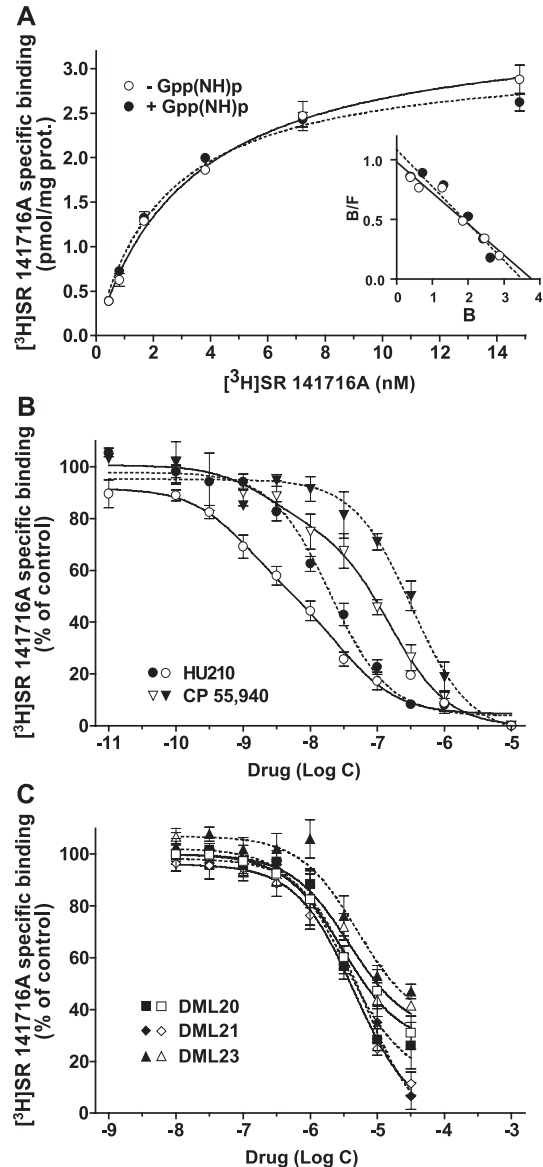 A
[³H]SR 141716A specific binding
(pmol/mg prot.)
3.0
2.5
2.0
1.5
1.0
0.5
0.0
- Gpp(NH)p
+ Gpp(NH)p
B/F
1.0
0.5
0.0
0 1 2 3 4
B
0 2 4 6 8 10 12 14
[³H]SR 141716A (nM)
B
[³H]SR 141716A specific binding
(% of control)
100
80
60
40
20
0
HU210
CP 55,940
-11 -10 -9 -8 -7 -6 -5
Drug (Log C)
C
[³H]SR 141716A specific binding
(% of control)
100
80
60
40
20
0
DML20
DML21
DML23
-9 -8 -7 -6 -5 -4 -3
Drug (Log C)